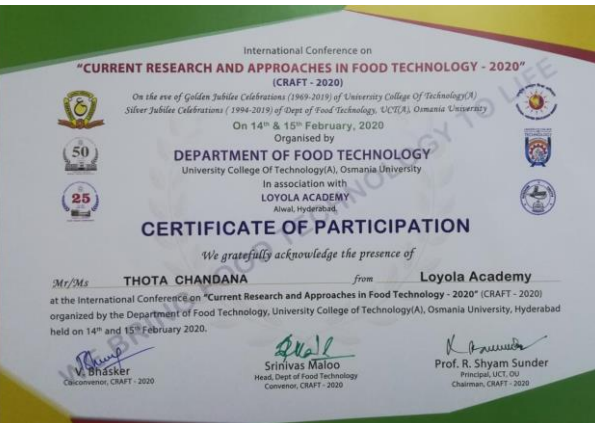 International Conference on
"CURRENT RESEARCH AND APPROACHES IN FOOD TECHNOLOGY - 2020"
(CRAFT - 2020)
On the eve of Golden Jubilee Celebrations (1969-2019) of University College Of Technology(A)
Silver Jubilee Celebrations ( 1994-2019) of Dept of Food Technology, UCT(A), Osmania University
On 14th & 15th February, 2020
Organised by
DEPARTMENT OF FOOD TECHNOLOGY
University College Of Technology(A), Osmania University
In association with
LOYOLA ACADEMY
Alwal, Hyderabad.
50
25
CERTIFICATE OF PARTICIPATION
We gratefully acknowledge the presence of
Mr/Ms THOTA CHANDANA from Loyola Academy
at the International Conference on "Current Research and Approaches in Food Technology - 2020" (CRAFT - 2020)
organized by the Department of Food Technology, University College of Technology(A), Osmania University, Hyderabad
held on 14th and 15th February 2020.
V. Bhasker
Coiconvenor, CRAFT - 2020
Srinivas Maloo
Head, Dept of Food Technology
Convenor, CRAFT - 2020
Prof. R. Shyam Sunder
Principal, UCT, OU
Chairman, CRAFT - 2020
WE BRING FOOD TECHNOLOGY TO LIFE